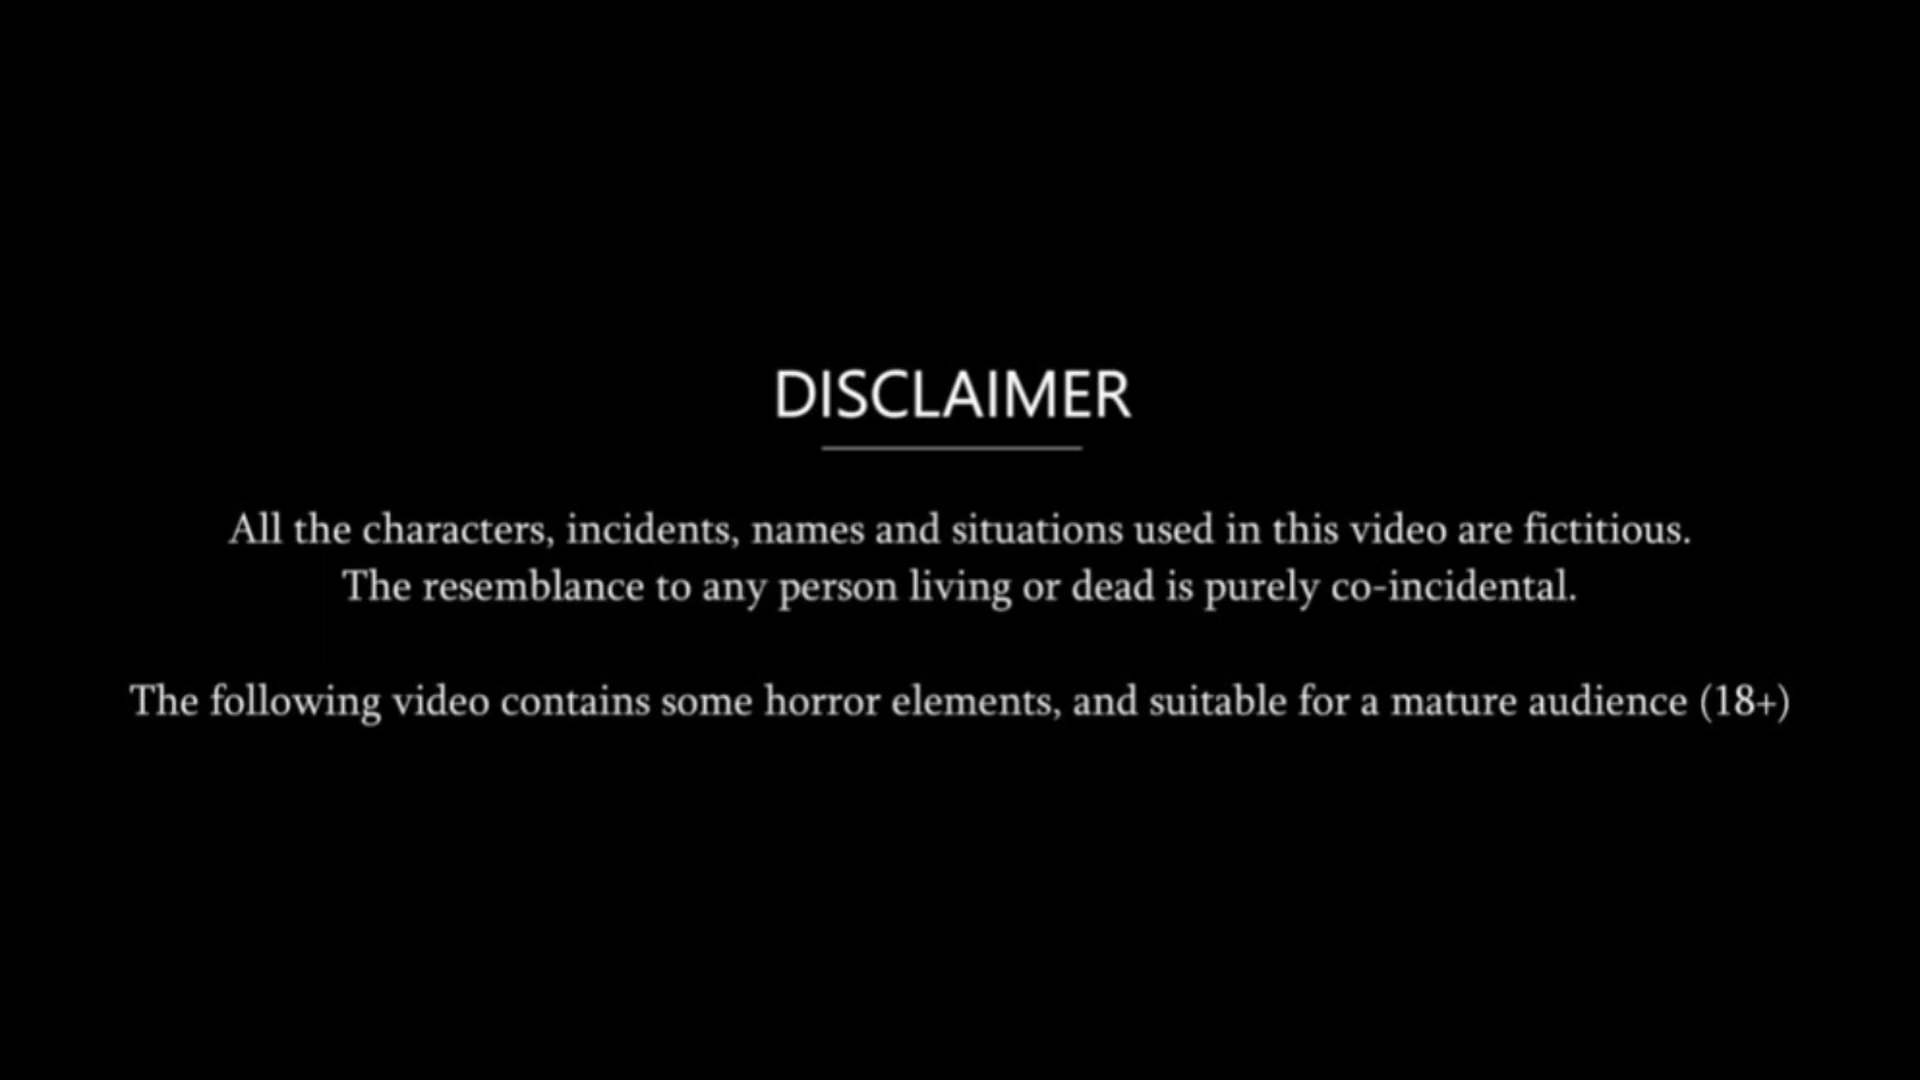 DISCLAIMER
All the characters, incidents, names and situations used in this video are fictitious.
The resemblance to any person living or dead is purely co-incidental.
The following video contains some horror elements, and suitable for a mature audience (18+)